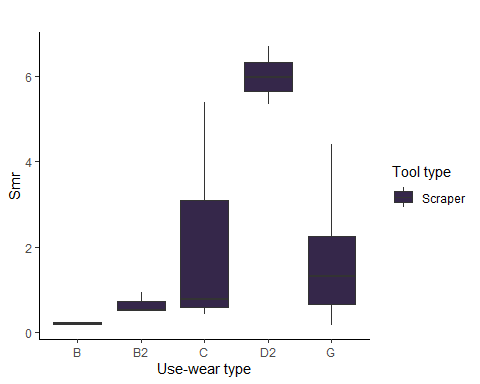 Smr
6
4
2
0
B B2 C D2 G
Use-wear type
Tool type
Scraper